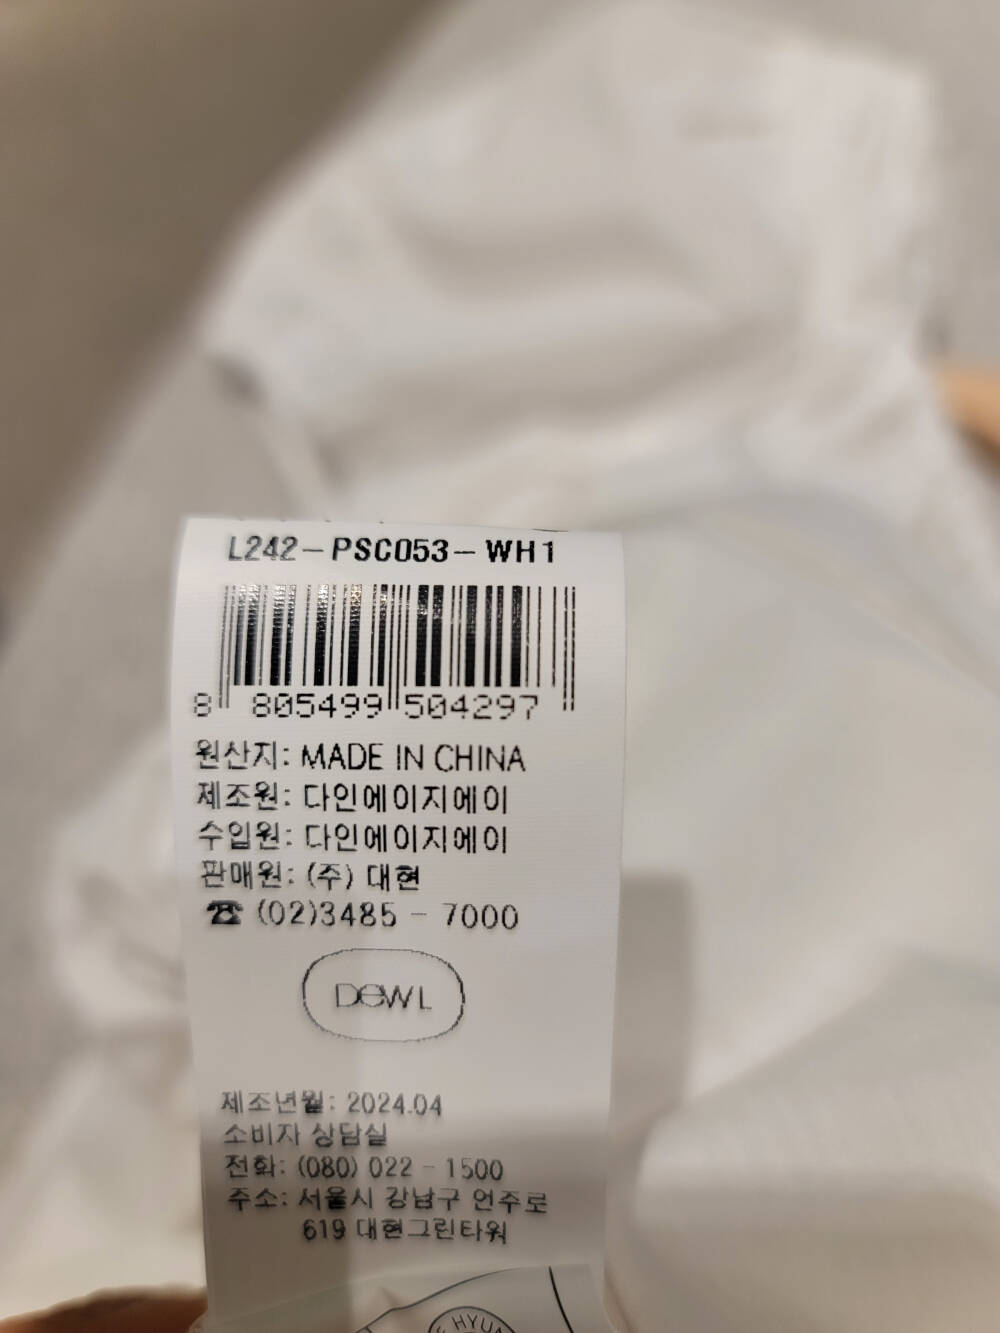 L242-PSC053-WH1
8 805499 504297
원산지: MADE IN CHINA
제조원: 다인에이지에이
수입원: 다인에이지에이
판매원: (주) 대현
☎ (02)3485 - 7000
DEWL
제조년월: 2024.04
소비자 상담실
전화: (080) 022 - 1500
주소: 서울시 강남구 언주로
619 대현그린타워